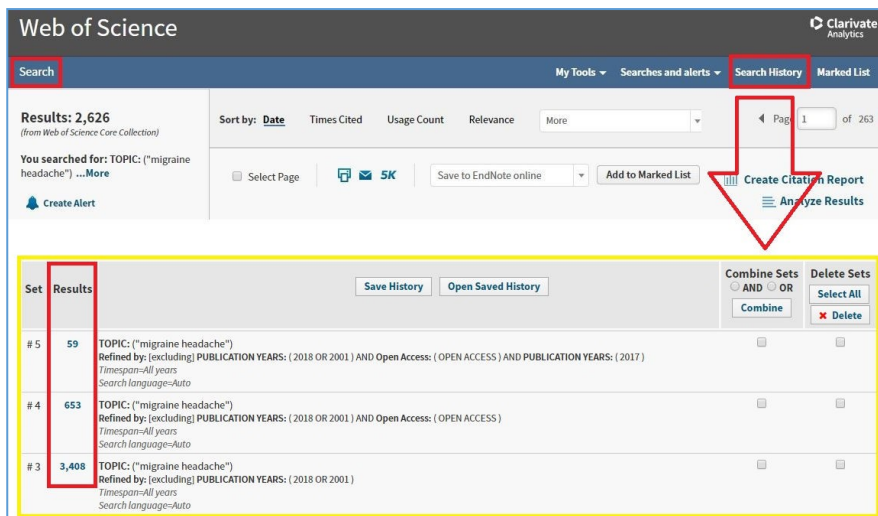 Web of Science
Clarivate
Analytics
Search
My Tools
Searches and alerts
Search History
Marked List
Results: 2,626
(from Web of Science Core Collection)
Sort by: Date Times Cited Usage Count Relevance More
Page 1 of 263
You searched for: TOPIC: ("migraine
headache") ...More
Create Alert
Select Page
5K
Save to EndNote online
Add to Marked List
Create Citation Report
Analyze Results
Set
Results
Save History
Open Saved History
Combine Sets
AND OR
Combine
Delete Sets
Select All
Delete
# 5 59 TOPIC: ("migraine headache")
Refined by: [excluding] PUBLICATION YEARS: ( 2018 OR 2001 ) AND Open Access: ( OPEN ACCESS ) AND PUBLICATION YEARS: ( 2017 )
Timespan=All years
Search language=Auto
# 4 653 TOPIC: ("migraine headache")
Refined by: [excluding] PUBLICATION YEARS: ( 2018 OR 2001 ) AND Open Access: ( OPEN ACCESS )
Timespan=All years
Search language=Auto
# 3 3,408 TOPIC: ("migraine headache")
Refined by: [excluding] PUBLICATION YEARS: ( 2018 OR 2001 )
Timespan=All years
Search language=Auto